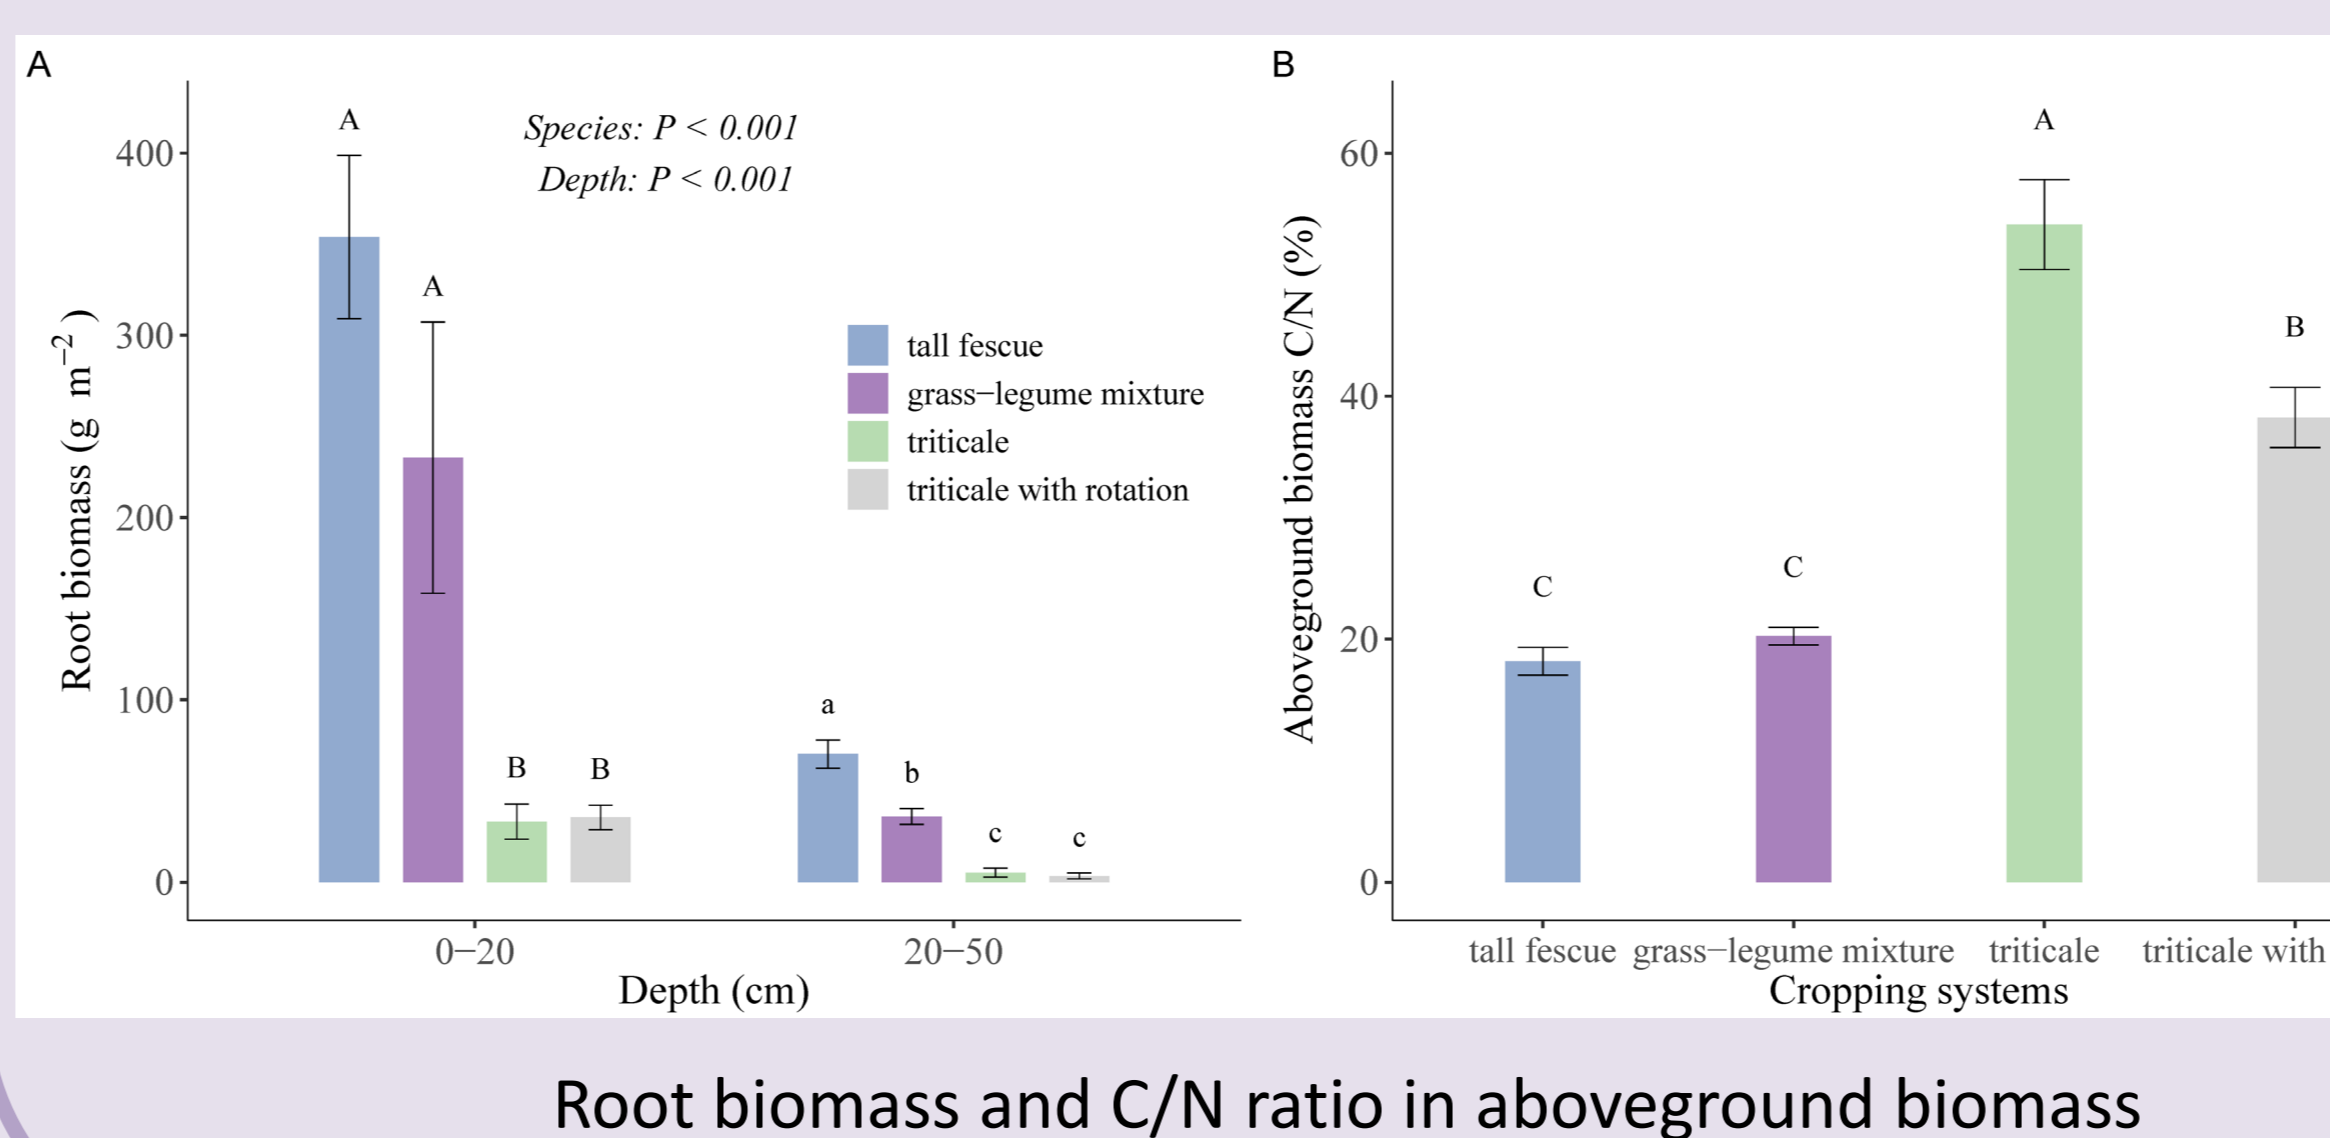 A
Species: P < 0.001
Depth: P < 0.001
Root biomass (g m⁻²)
400
300
200
100
0
A
A
B
B
a
b
c
c
tall fescue
grass−legume mixture
triticale
triticale with rotation
0−20
20−50
Depth (cm)
B
Aboveground biomass C/N (%)
60
40
20
0
C
C
A
B
tall fescue
grass−legume mixture
triticale
triticale with
Cropping systems
Root biomass and C/N ratio in aboveground biomass